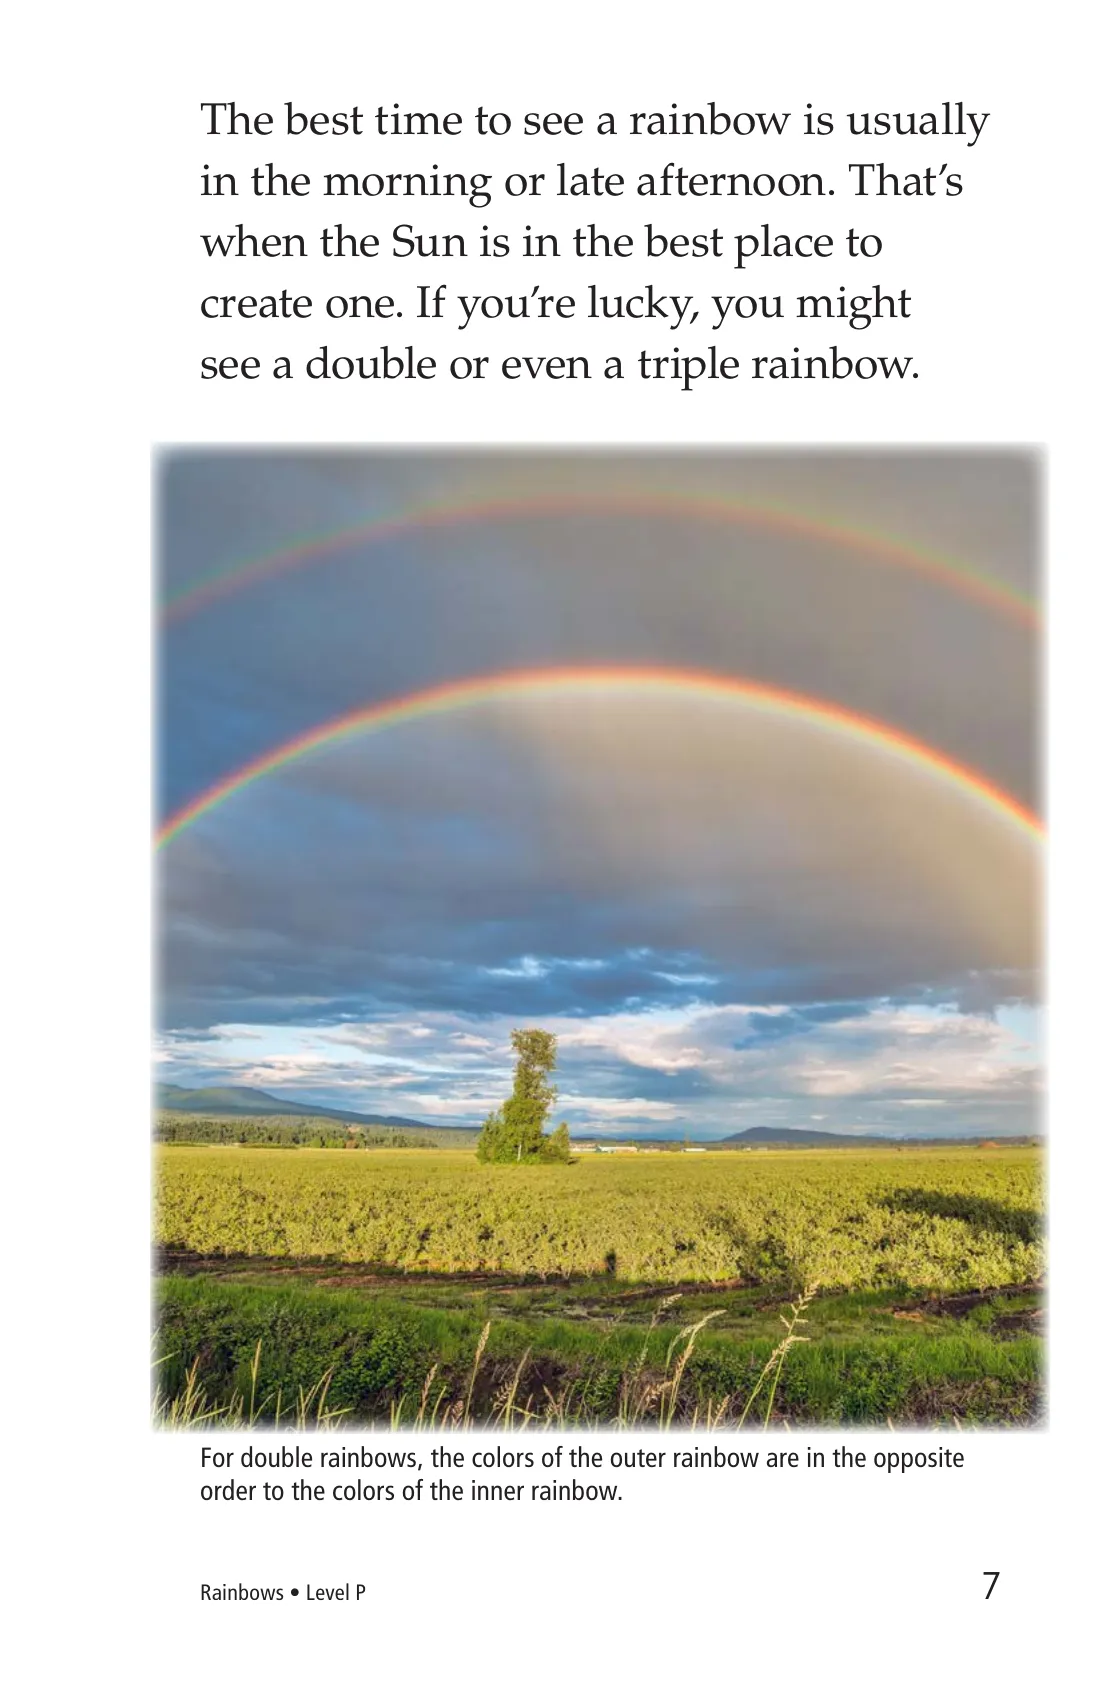 The best time to see a rainbow is usually
in the morning or late afternoon. That’s
when the Sun is in the best place to
create one. If you’re lucky, you might
see a double or even a triple rainbow.
For double rainbows, the colors of the outer rainbow are in the opposite
order to the colors of the inner rainbow.
Rainbows • Level P
7